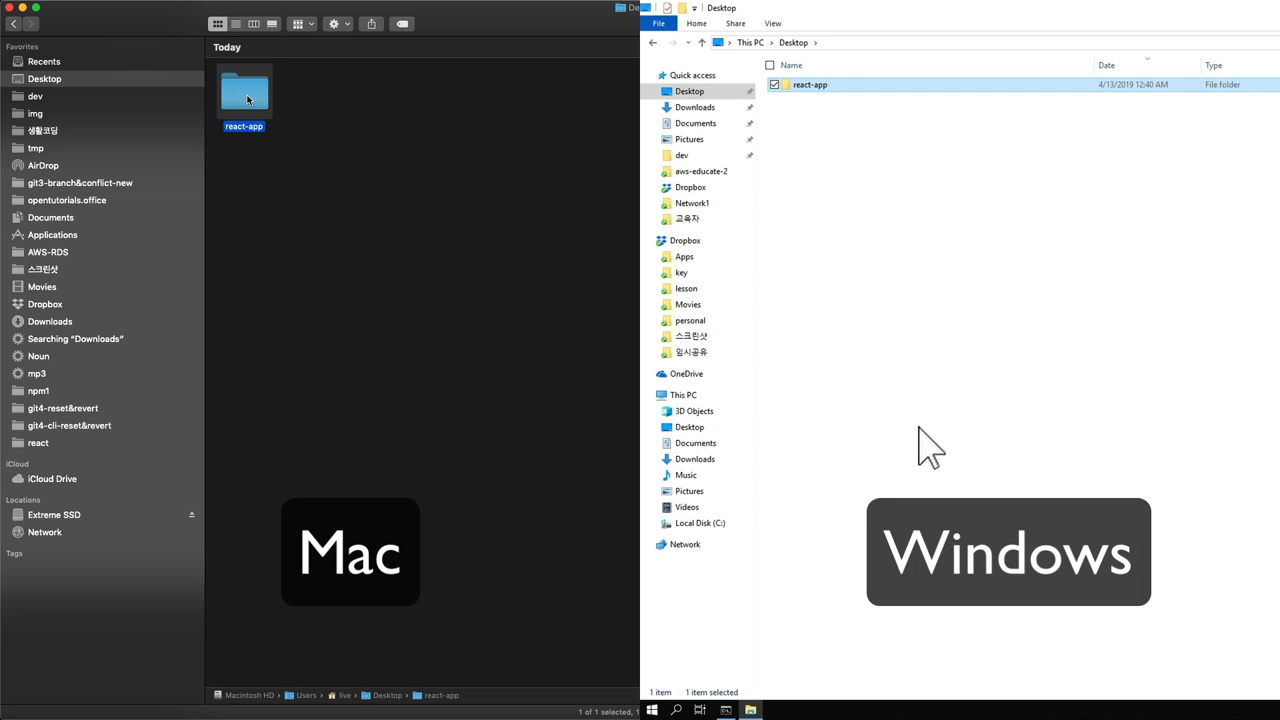 De
Today
Favorites
Recents
Desktop
dev
img
생활코딩
tmp
AirDrop
git3-branch&conflict-new
opentutorials.office
Documents
Applications
AWS-RDS
스크린샷
Movies
Dropbox
Downloads
Searching “Downloads”
Noun
mp3
npm1
git4-reset&revert
git4-cli-reset&revert
react
iCloud
iCloud Drive
Locations
Extreme SSD
Network
Tags
react-app
Mac
Macintosh HD › Users › live › Desktop › react-app
1 of 1 selected, 1
Desktop
File Home Share View
This PC › Desktop ›
Name Date Type
react-app 4/13/2019 12:40 AM File folder
Quick access
Desktop
Downloads
Documents
Pictures
dev
aws-educate-2
Dropbox
Network1
교육자
Dropbox
Apps
key
lesson
Movies
personal
스크린샷
임시공유
OneDrive
This PC
3D Objects
Desktop
Documents
Downloads
Music
Pictures
Videos
Local Disk (C:)
Network
Windows
1 item 1 item selected